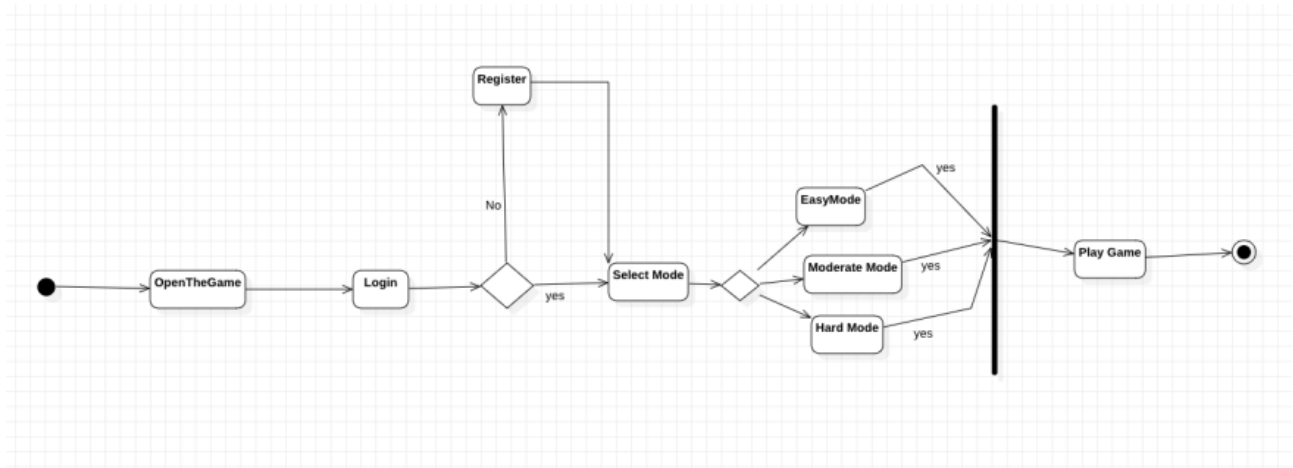 Register
No
OpenTheGame
Login
yes
Select Mode
EasyMode
yes
Moderate Mode
yes
Hard Mode
yes
Play Game